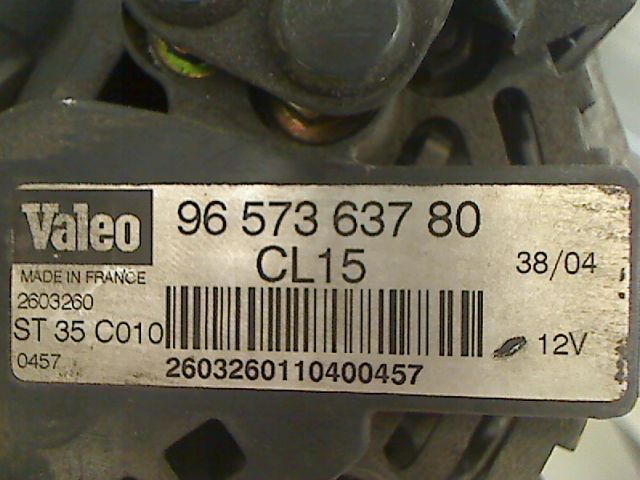 Valeo
96 573 637 80
CL15
38/04
MADE IN FRANCE
2603260
ST 35 C010
12V
0457
2603260110400457